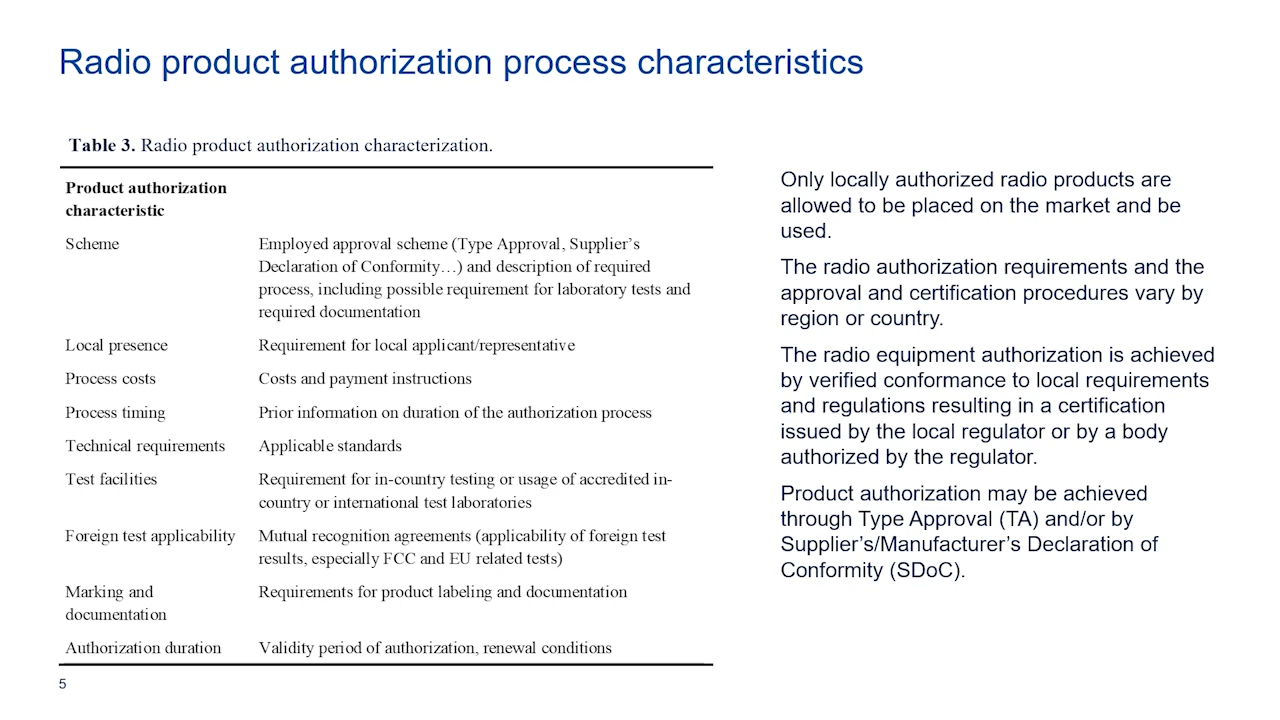 Radio product authorization process characteristics
Table 3. Radio product authorization characterization.
Product authorization
characteristic
Scheme
Employed approval scheme (Type Approval, Supplier's
Declaration of Conformity…) and description of required
process, including possible requirement for laboratory tests and
required documentation
Local presence
Requirement for local applicant/representative
Process costs
Costs and payment instructions
Process timing
Prior information on duration of the authorization process
Technical requirements
Applicable standards
Test facilities
Requirement for in-country testing or usage of accredited in-
country or international test laboratories
Foreign test applicability
Mutual recognition agreements (applicability of foreign test
results, especially FCC and EU related tests)
Marking and
documentation
Requirements for product labeling and documentation
Authorization duration
Validity period of authorization, renewal conditions
Only locally authorized radio products are
allowed to be placed on the market and be
used.
The radio authorization requirements and the
approval and certification procedures vary by
region or country.
The radio equipment authorization is achieved
by verified conformance to local requirements
and regulations resulting in a certification
issued by the local regulator or by a body
authorized by the regulator.
Product authorization may be achieved
through Type Approval (TA) and/or by
Supplier's/Manufacturer's Declaration of
Conformity (SDoC).
5